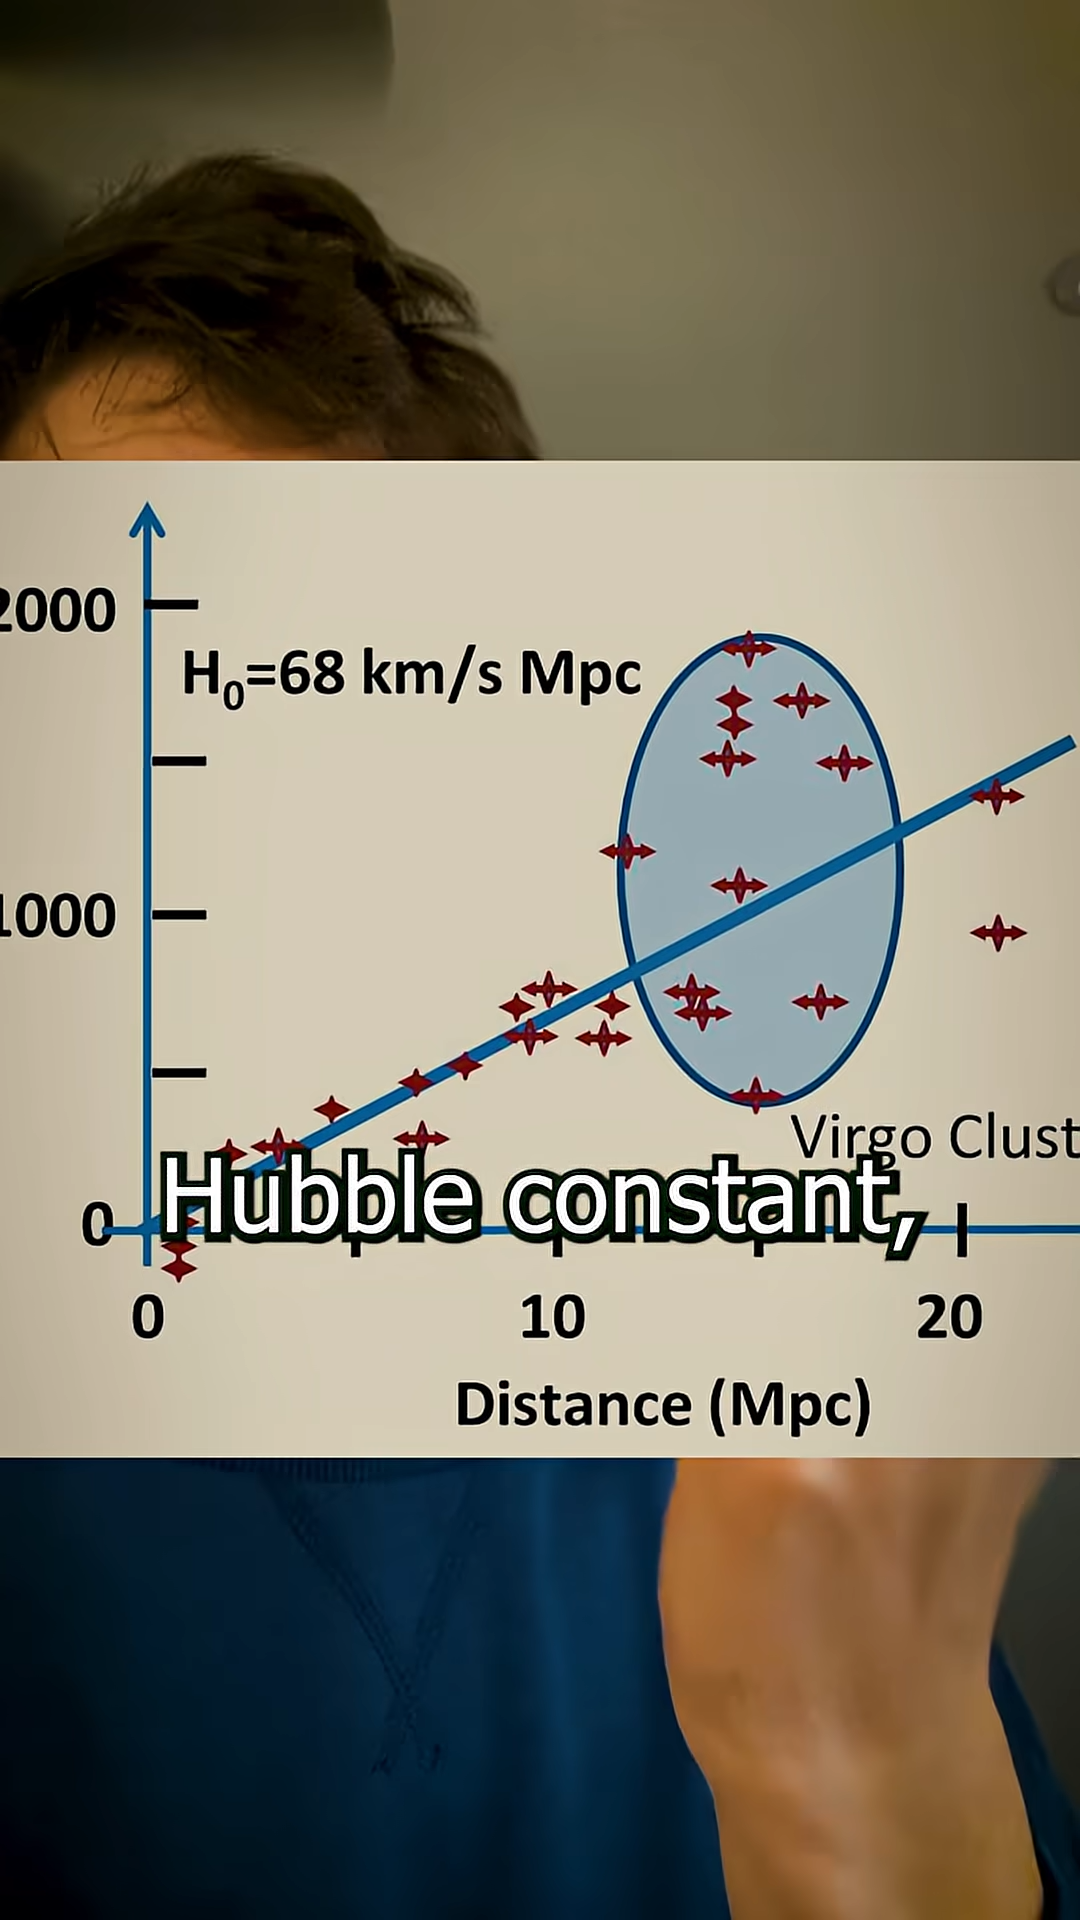 2000
H₀=68 km/s Mpc
1000
Virgo Clust
Hubble constant,
0
0 10 20
Distance (Mpc)